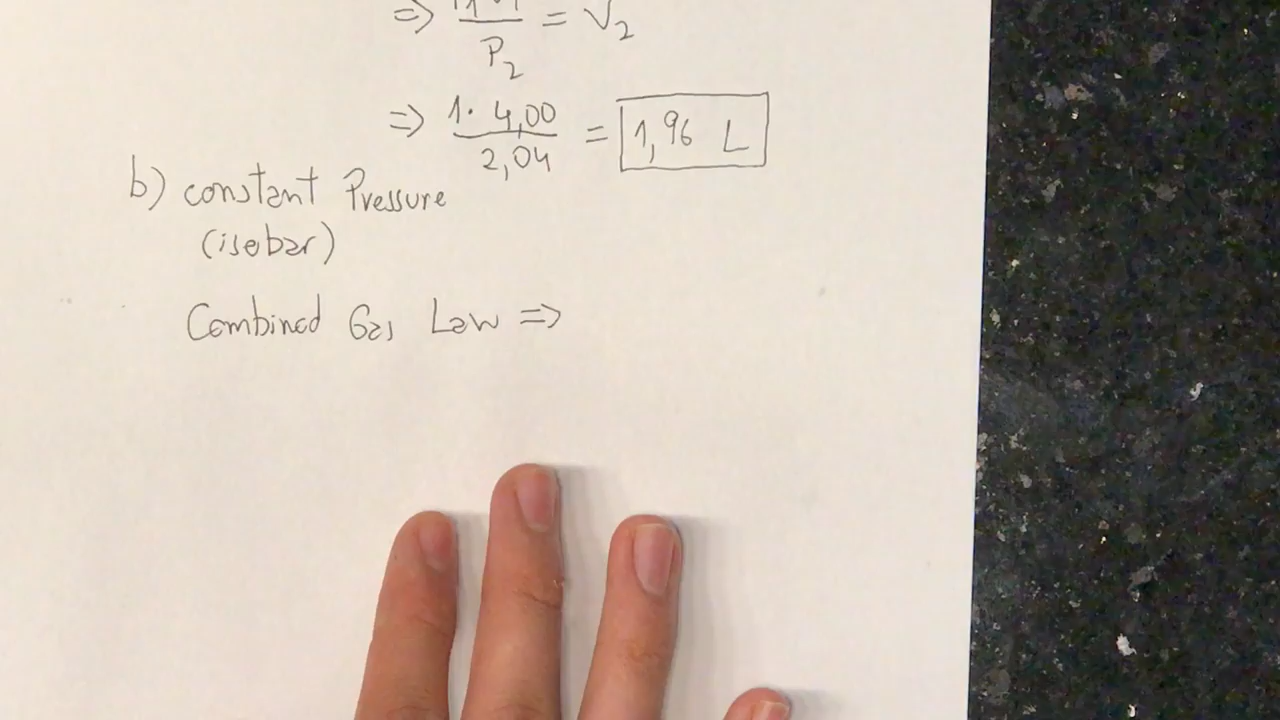 ⇒ / P₂ = V₂
⇒ 1 · 4,00 / 2,04 = 1,96 L
b) constant Pressure
(isobar)
Combined Gas Law ⇒